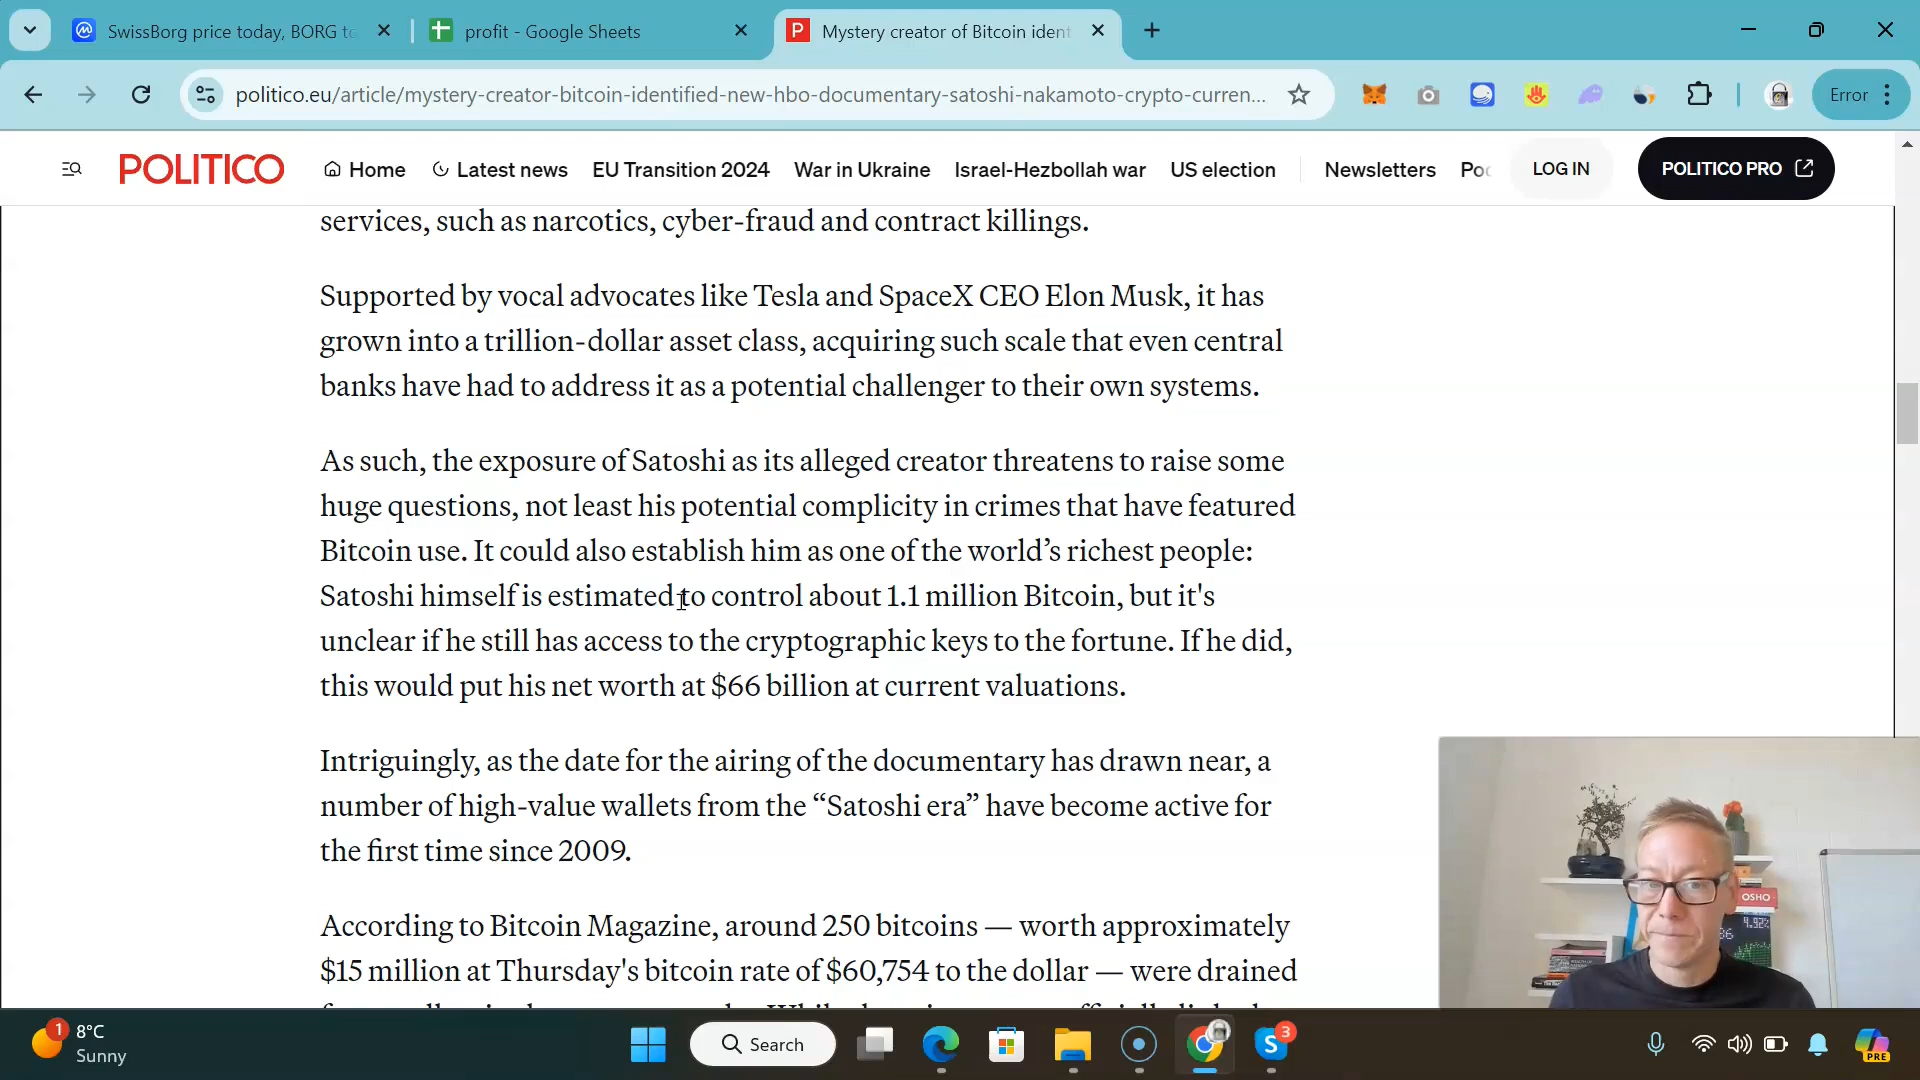 SwissBorg price today, BORG to
profit - Google Sheets
P Mystery creator of Bitcoin ident
politico.eu/article/mystery-creator-bitcoin-identified-new-hbo-documentary-satoshi-nakamoto-crypto-curren...
Error
POLITICO Home Latest news EU Transition 2024 War in Ukraine Israel-Hezbollah war US election Newsletters Poc LOG IN POLITICO PRO
services, such as narcotics, cyber-fraud and contract killings.
Supported by vocal advocates like Tesla and SpaceX CEO Elon Musk, it has
grown into a trillion-dollar asset class, acquiring such scale that even central
banks have had to address it as a potential challenger to their own systems.
As such, the exposure of Satoshi as its alleged creator threatens to raise some
huge questions, not least his potential complicity in crimes that have featured
Bitcoin use. It could also establish him as one of the world’s richest people:
Satoshi himself is estimated to control about 1.1 million Bitcoin, but it's
unclear if he still has access to the cryptographic keys to the fortune. If he did,
this would put his net worth at $66 billion at current valuations.
Intriguingly, as the date for the airing of the documentary has drawn near, a
number of high-value wallets from the “Satoshi era” have become active for
the first time since 2009.
According to Bitcoin Magazine, around 250 bitcoins — worth approximately
$15 million at Thursday's bitcoin rate of $60,754 to the dollar — were drained
OSHO
4.92%
86
1
8°C
Sunny
Search
S 3
PRE